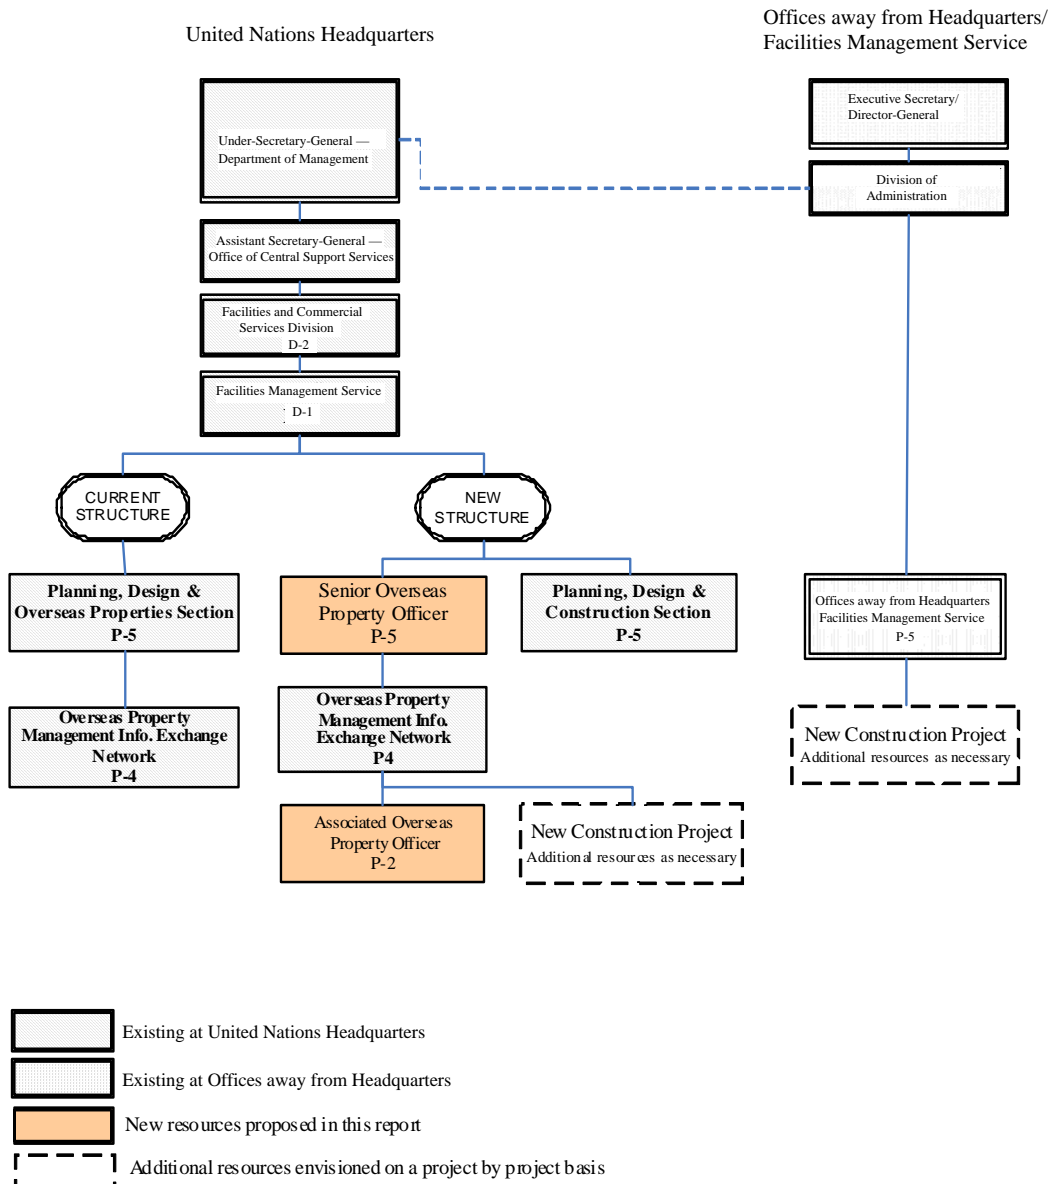 United Nations Headquarters
Offices away from Headquarters/
Facilities Management Service
Under-Secretary-General —
Department of Management
Executive Secretary/
Director-General
Division of
Administration
Assistant Secretary-General —
Office of Central Support Services
Facilities and Commercial
Services Division
D-2
Facilities Management Service
D-1
CURRENT
STRUCTURE
NEW
STRUCTURE
Planning, Design &
Overseas Properties Section
P-5
Senior Overseas
Property Officer
P-5
Planning, Design &
Construction Section
P-5
Offices away from Headquarters
Facilities Management Service
P-5
Overseas Property
Management Info. Exchange
Network
P-4
Overseas Property
Management Info.
Exchange Network
P4
New Construction Project
Additional resources as necessary
Associated Overseas
Property Officer
P-2
New Construction Project
Additional resources as necessary
Existing at United Nations Headquarters
Existing at Offices away from Headquarters
New resources proposed in this report
Additional resources envisioned on a project by project basis